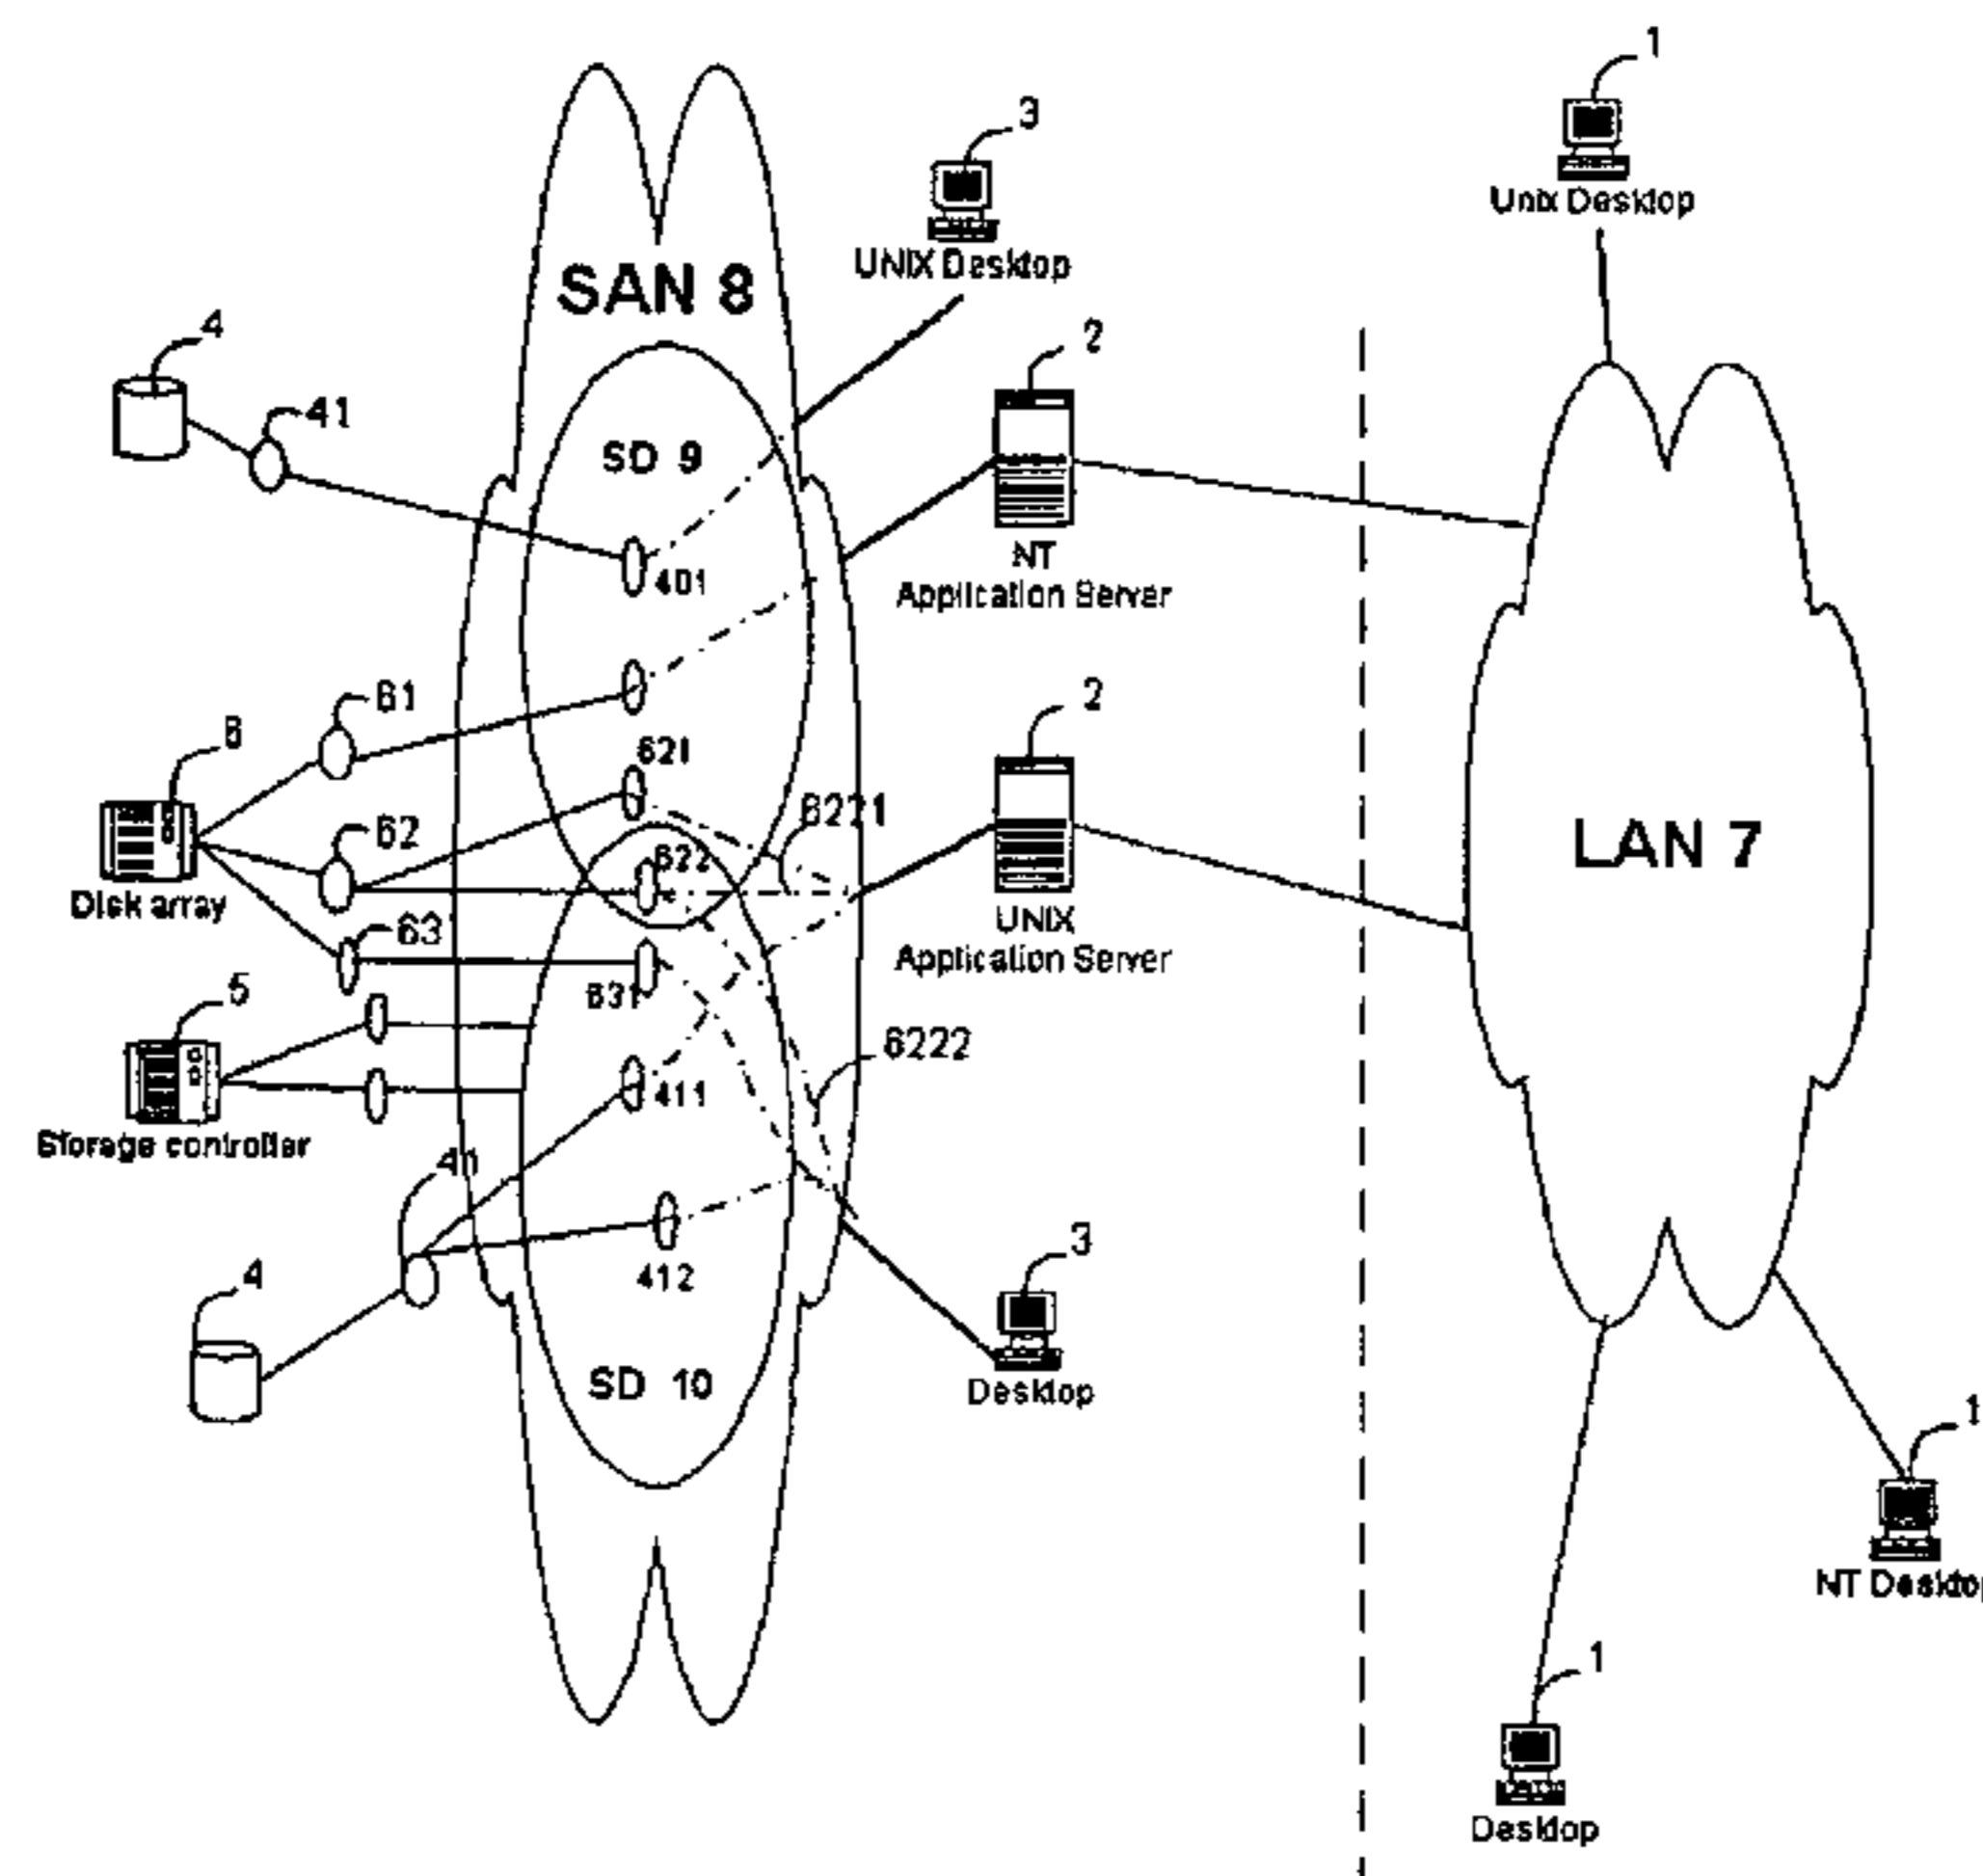 1
3
Unix Desktop
UNIX Desktop
SAN 8
4
2
41
SD 9
NT
Application Server
401
61
2
6
621
6221
62
622
LAN 7
Disk array
63
UNIX
Application Server
631
5
6222
411
Storage controller
3
412
4
SD 10
Desktop
1
NT Desktop
1
Desktop